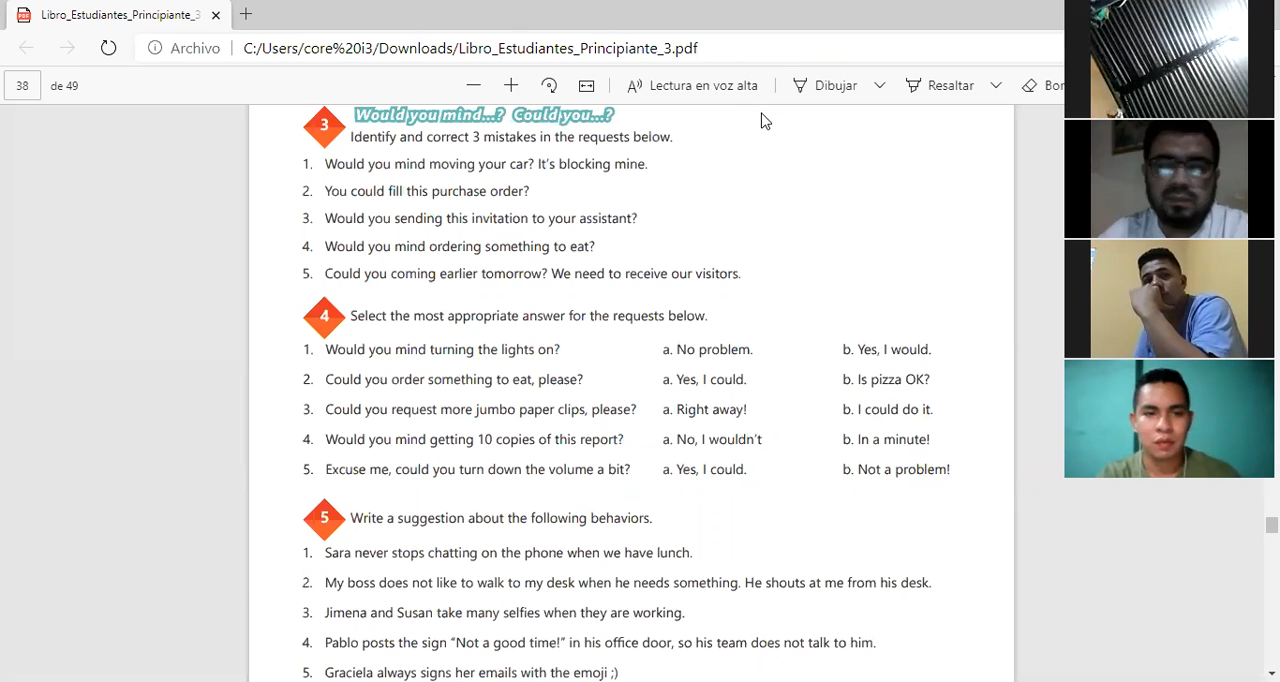 Libro_Estudiantes_Principiante_3
38 de 49
Archivo C:/Users/core%20i3/Downloads/Libro_Estudiantes_Principiante_3.pdf
Lectura en voz alta Dibujar Resaltar Bor
3 Would you mind...? Could you...?
Identify and correct 3 mistakes in the requests below.
1. Would you mind moving your car? It's blocking mine.
2. You could fill this purchase order?
3. Would you sending this invitation to your assistant?
4. Would you mind ordering something to eat?
5. Could you coming earlier tomorrow? We need to receive our visitors.
4 Select the most appropriate answer for the requests below.
1. Would you mind turning the lights on? a. No problem. b. Yes, I would.
2. Could you order something to eat, please? a. Yes, I could. b. Is pizza OK?
3. Could you request more jumbo paper clips, please? a. Right away! b. I could do it.
4. Would you mind getting 10 copies of this report? a. No, I wouldn't b. In a minute!
5. Excuse me, could you turn down the volume a bit? a. Yes, I could. b. Not a problem!
5 Write a suggestion about the following behaviors.
1. Sara never stops chatting on the phone when we have lunch.
2. My boss does not like to walk to my desk when he needs something. He shouts at me from his desk.
3. Jimena and Susan take many selfies when they are working.
4. Pablo posts the sign “Not a good time!” in his office door, so his team does not talk to him.
5. Graciela always signs her emails with the emoji ;)